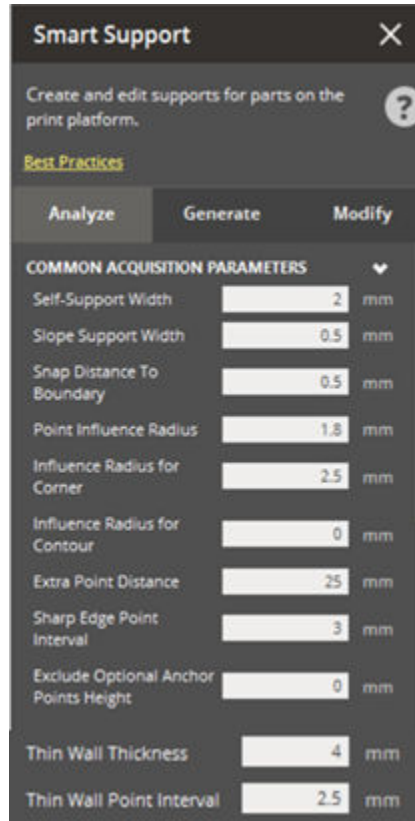 Smart Support
Create and edit supports for parts on the
print platform.
?
Best Practices
Analyze Generate Modify
COMMON ACQUISITION PARAMETERS
Self-Support Width 2 mm
Slope Support Width 0.5 mm
Snap Distance To
Boundary 0.5 mm
Point Influence Radius 1.8 mm
Influence Radius for
Corner 2.5 mm
Influence Radius for
Contour 0 mm
Extra Point Distance 25 mm
Sharp Edge Point
Interval 3 mm
Exclude Optional Anchor
Points Height 0 mm
Thin Wall Thickness 4 mm
Thin Wall Point Interval 2.5 mm